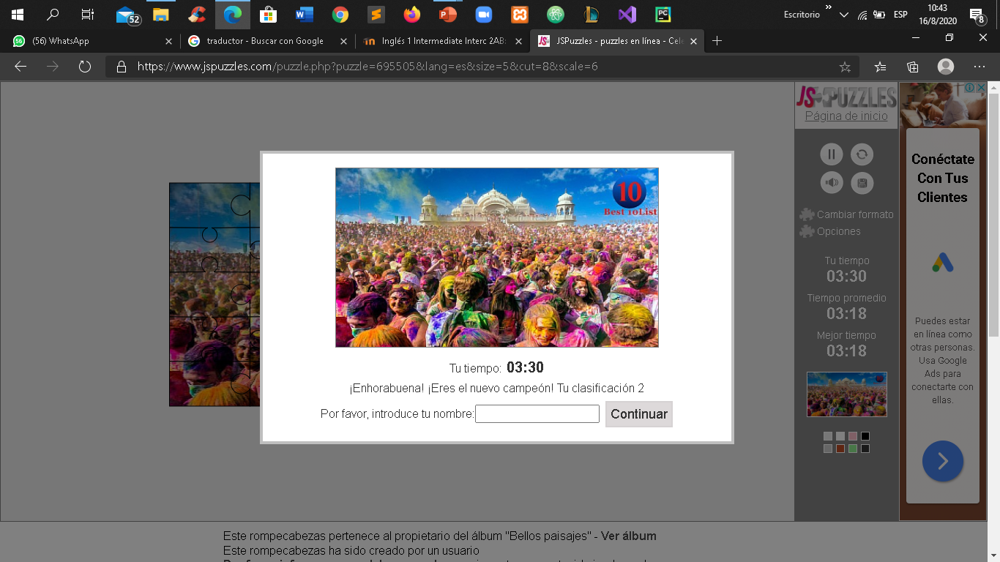 52
Escritorio
»
ESP
10:43
16/8/2020
8
(56) WhatsApp
traductor - Buscar con Google
Inglés 1 Intermediate Interc 2AB:
JSPuzzles - puzzles en línea - Cele
https://www.jspuzzles.com/puzzle.php?puzzle=695505&lang=es&size=5&cut=8&scale=6
JS PUZZLES
Página de inicio
Cambiar formato
Opciones
Tu tiempo
03:30
Tiempo promedio
03:18
Mejor tiempo
03:18
Conéctate
Con Tus
Clientes
Puedes estar
en línea como
otras personas.
Usa Google
Ads para
conectarte con
ellas.
10
Best ToList
Tu tiempo: 03:30
¡Enhorabuena! ¡Eres el nuevo campeón! Tu clasificación 2
Por favor, introduce tu nombre:
Continuar
Este rompecabezas pertenece al propietario del álbum "Bellos paisajes" - Ver álbum
Este rompecabezas ha sido creado por un usuario